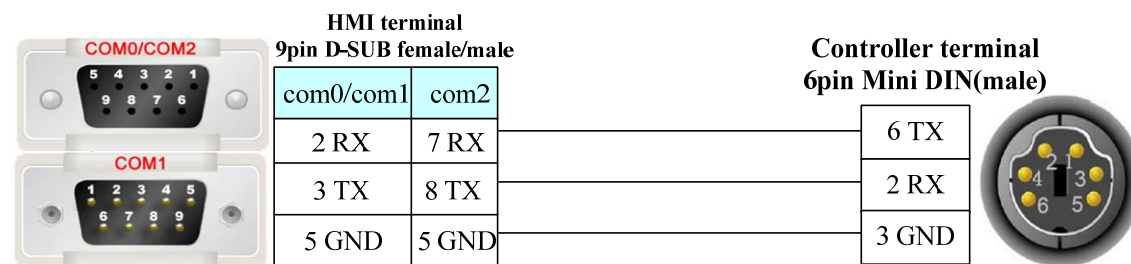 HMI terminal
9pin D-SUB female/male
Controller terminal
6pin Mini DIN(male)
COM0/COM2
5 4 3 2 1
9 8 7 6
COM1
1 2 3 4 5
6 7 8 9
com0/com1 com2
2 RX 7 RX
3 TX 8 TX
5 GND 5 GND
6 TX
2 RX
3 GND
2 1
4 3
6 5